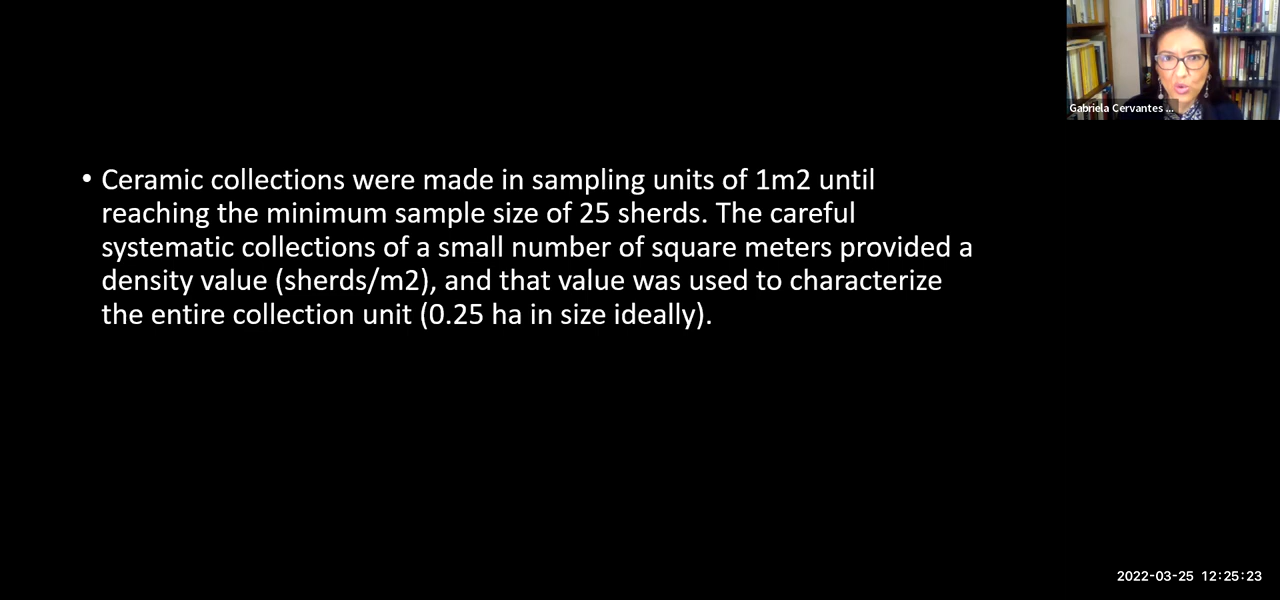 Gabriela Cervantes ...
• Ceramic collections were made in sampling units of 1m2 until
reaching the minimum sample size of 25 sherds. The careful
systematic collections of a small number of square meters provided a
density value (sherds/m2), and that value was used to characterize
the entire collection unit (0.25 ha in size ideally).
2022-03-25 12:25:23